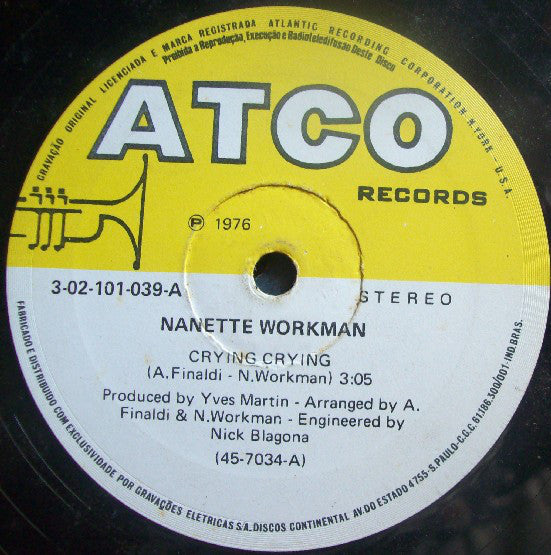 GRAVAÇÃO ORIGINAL LICENCIADA E MARCA REGISTRADA ATLANTIC RECORDING CORPORATION N.YORK - U.S.A.
Proibida a Reprodução, Execução e Radioteledifusão Deste Disco
ATCO
RECORDS
℗ 1976
3-02-101-039-A
STEREO
NANETTE WORKMAN
CRYING CRYING
(A.Finaldi - N.Workman) 3:05
Produced by Yves Martin - Arranged by A.
Finaldi & N.Workman - Engineered by
Nick Blagona
(45-7034-A)
FABRICADO E DISTRIBUIDO COM EXCLUSIVIDADE POR GRAVAÇÕES ELETRICAS S/A. DISCOS CONTINENTAL AV. DO ESTADO 4755-S. PAULO-C.G.C. 61.186.300/001-IND.BRAS.